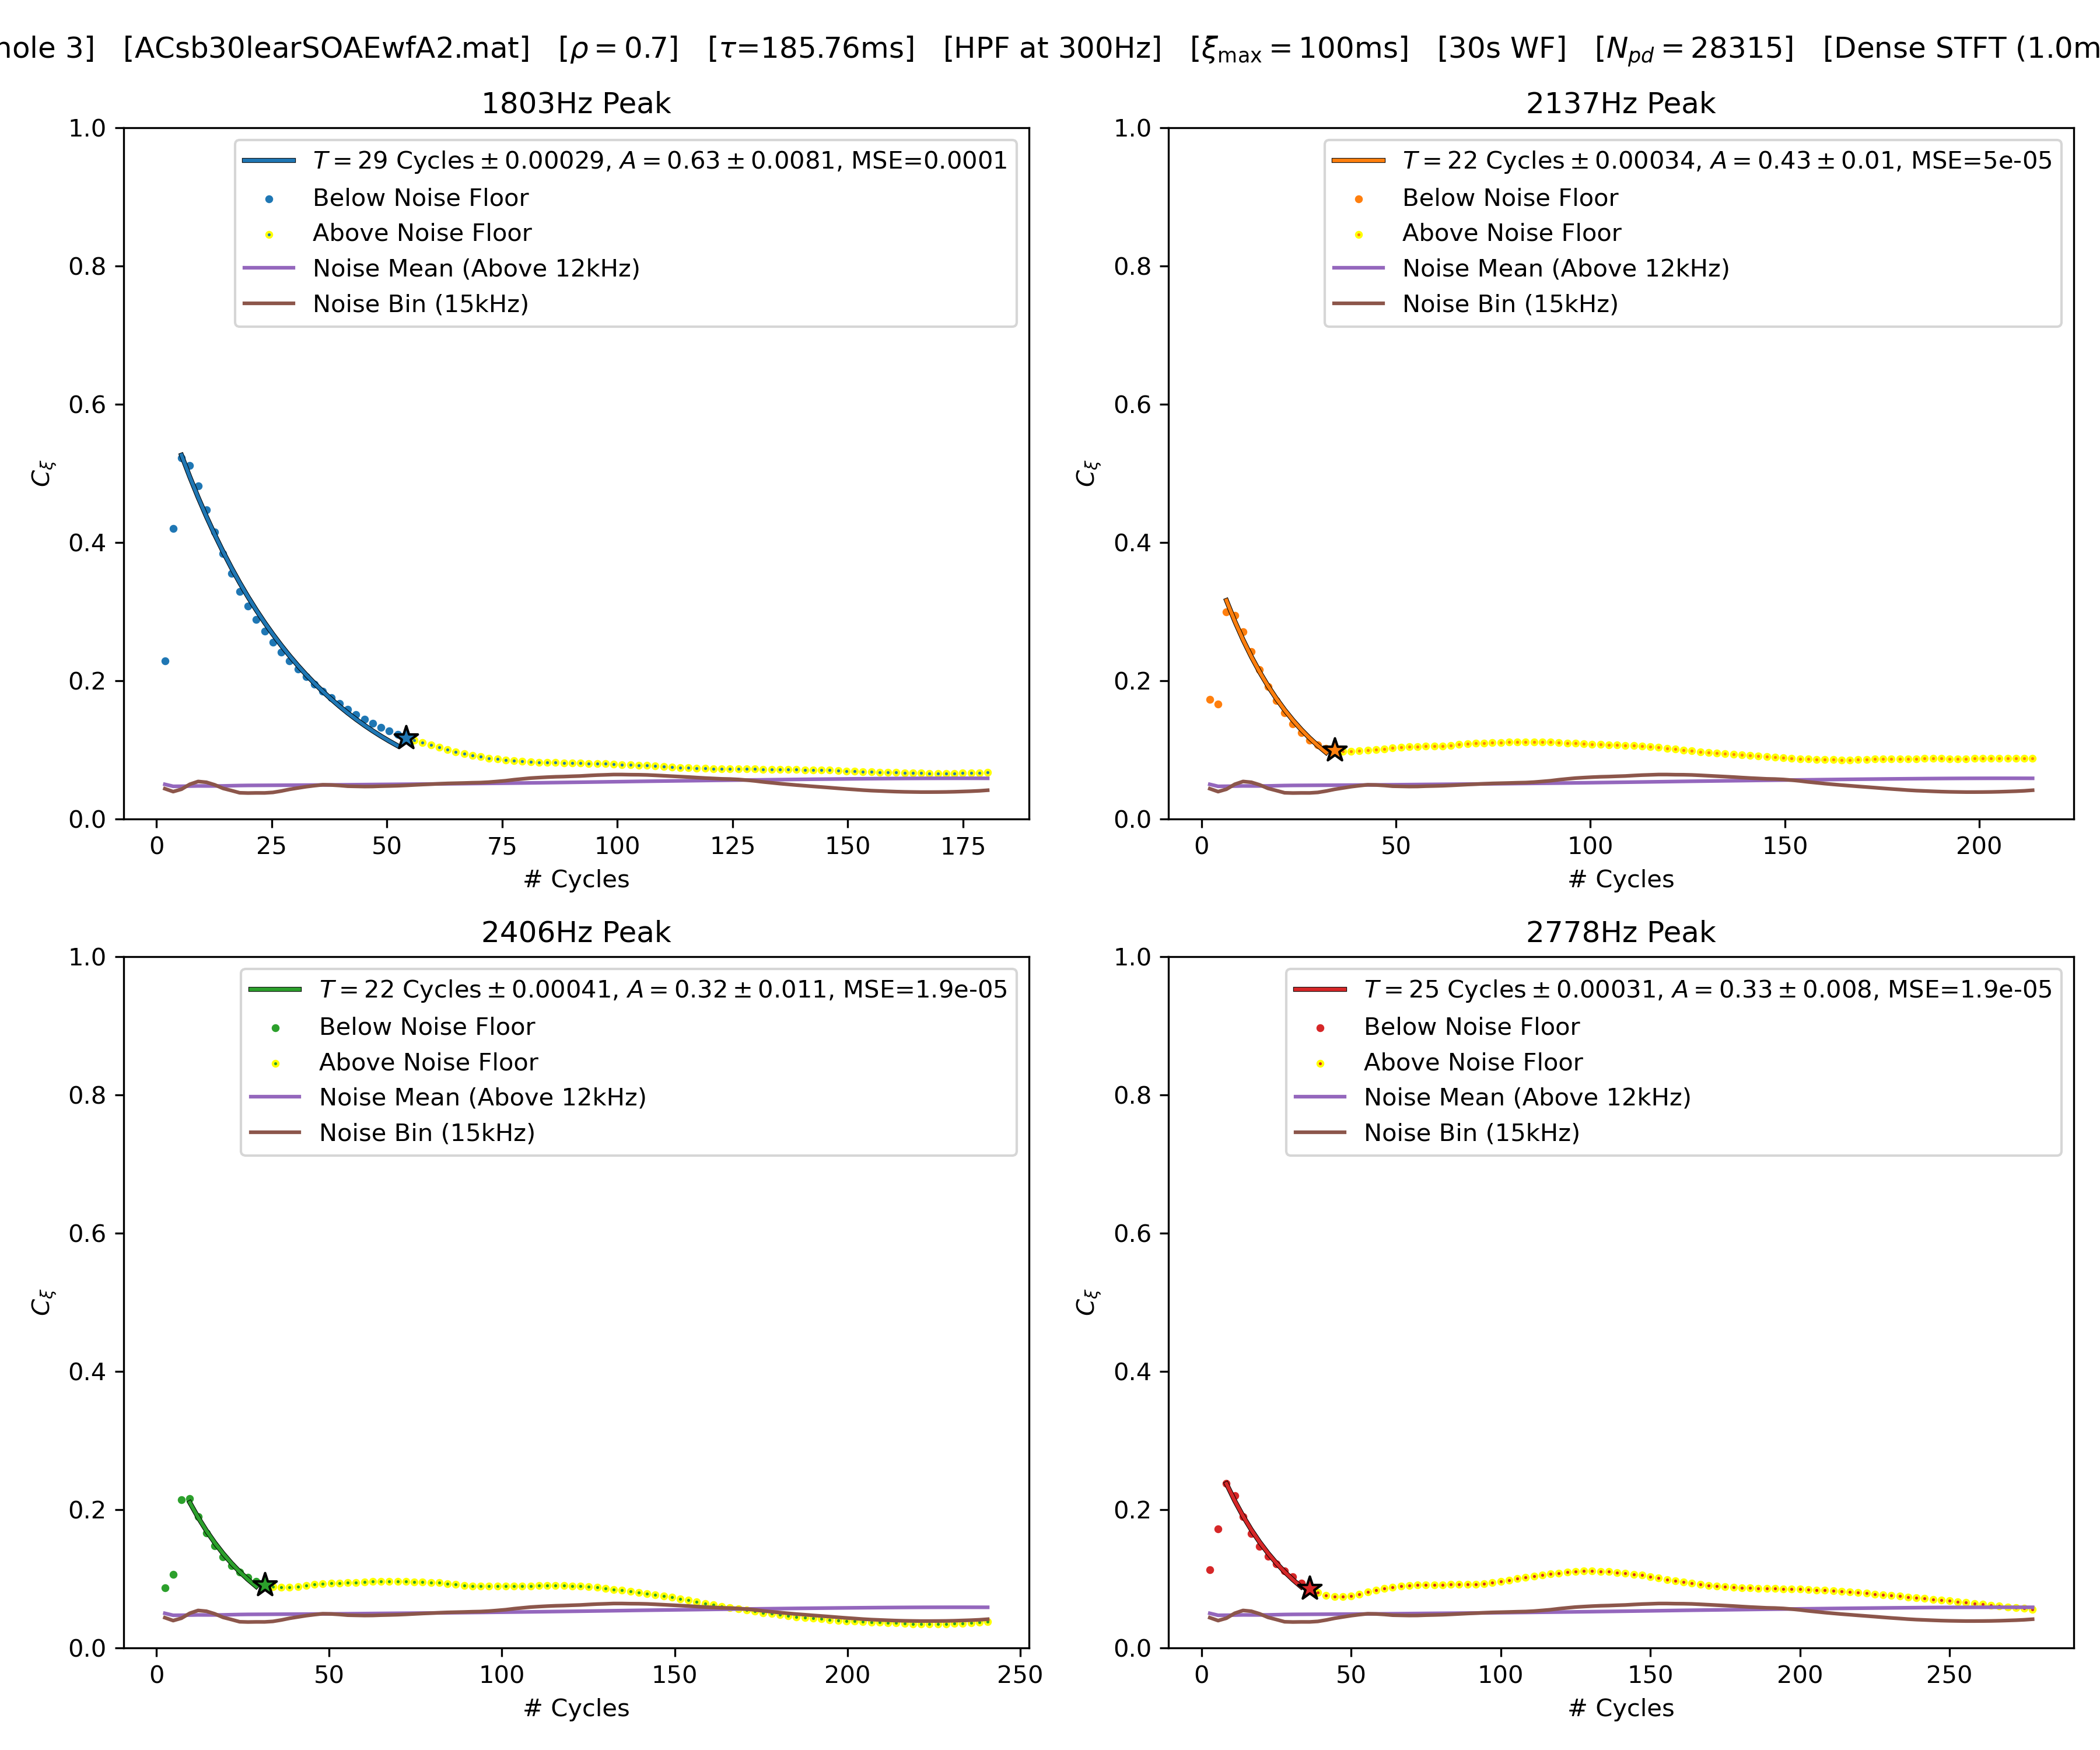 hole 3] [ACsb30learSOAEwfA2.mat] [ρ = 0.7] [τ=185.76ms] [HPF at 300Hz] [ξmax = 100ms] [30s WF] [Npd = 28315] [Dense STFT (1.0m
1803Hz Peak
T = 29 Cycles ± 0.00029, A = 0.63 ± 0.0081, MSE=0.0001
Below Noise Floor
Above Noise Floor
Noise Mean (Above 12kHz)
Noise Bin (15kHz)
1.0
0.8
0.6
0.4
0.2
0.0
Cξ
0 25 50 75 100 125 150 175
# Cycles
2137Hz Peak
T = 22 Cycles ± 0.00034, A = 0.43 ± 0.01, MSE=5e-05
Below Noise Floor
Above Noise Floor
Noise Mean (Above 12kHz)
Noise Bin (15kHz)
1.0
0.8
0.6
0.4
0.2
0.0
Cξ
0 50 100 150 200
# Cycles
2406Hz Peak
T = 22 Cycles ± 0.00041, A = 0.32 ± 0.011, MSE=1.9e-05
Below Noise Floor
Above Noise Floor
Noise Mean (Above 12kHz)
Noise Bin (15kHz)
1.0
0.8
0.6
0.4
0.2
0.0
Cξ
0 50 100 150 200 250
# Cycles
2778Hz Peak
T = 25 Cycles ± 0.00031, A = 0.33 ± 0.008, MSE=1.9e-05
Below Noise Floor
Above Noise Floor
Noise Mean (Above 12kHz)
Noise Bin (15kHz)
1.0
0.8
0.6
0.4
0.2
0.0
Cξ
0 50 100 150 200 250
# Cycles